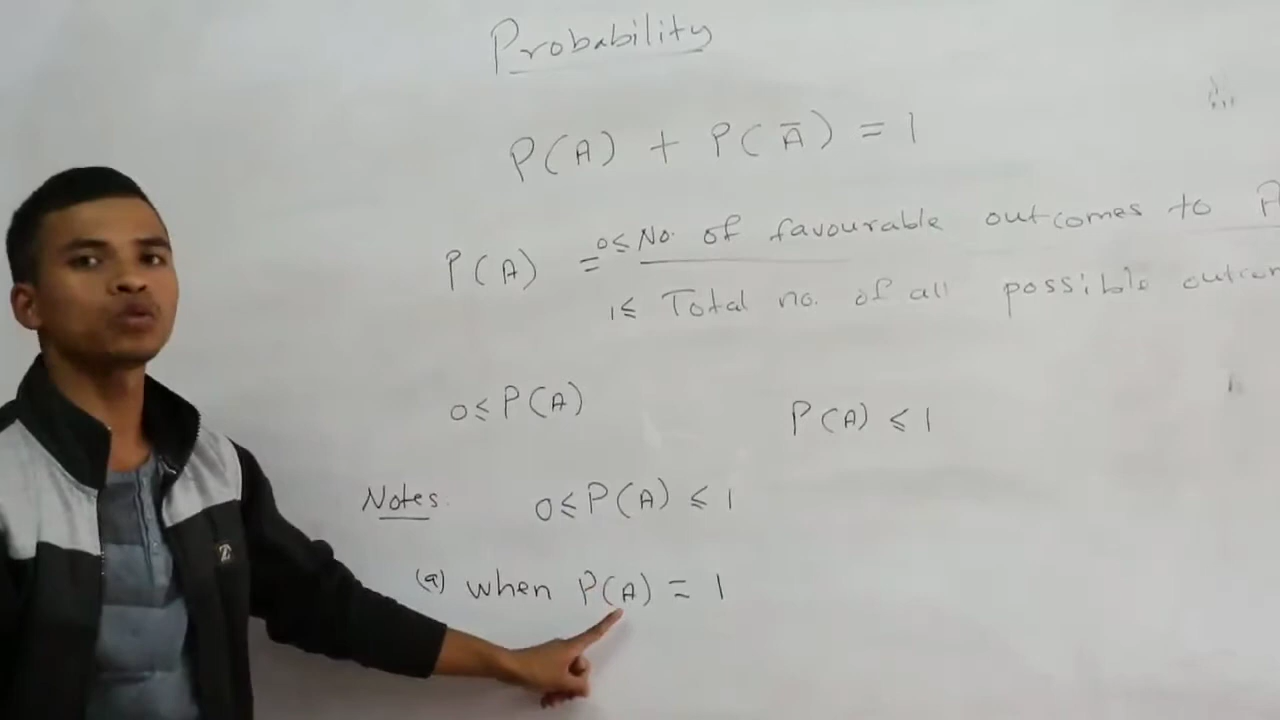 Probability
P(A) + P(Ā) = 1
P(A) = 0≤ No. of favourable outcomes to A
1≤ Total no. of all possible
0≤ P(A) P(A) ≤ 1
Notes. 0≤ P(A) ≤ 1
(a) when P(A) = 1